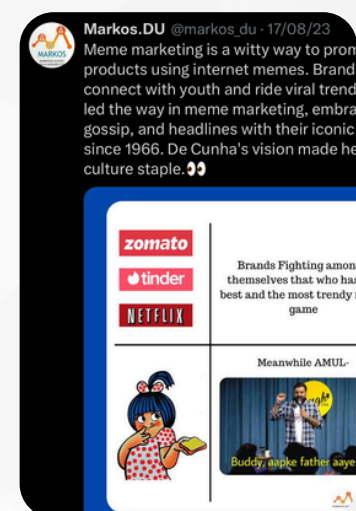 Markos.DU @markos_du · 17/08/23
Meme marketing is a witty way to prom
products using internet memes. Brand
connect with youth and ride viral trend
led the way in meme marketing, embra
gossip, and headlines with their iconic
since 1966. De Cunha's vision made he
culture staple.👀
MARKOS
zomato
tinder
NETFLIX
Brands Fighting amon
themselves that who has
best and the most trendy
game
Meanwhile AMUL-
Buddy, aapke father aaye